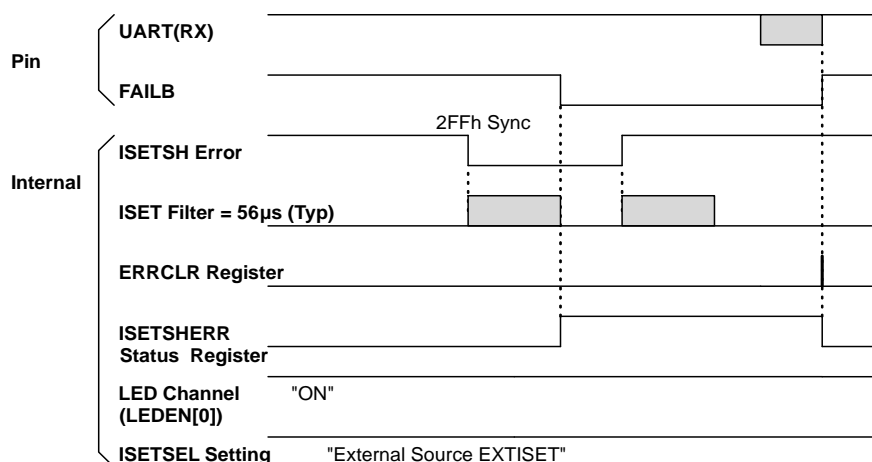 UART(RX)
Pin
FAILB
2FFh Sync
ISETSH Error
Internal
ISET Filter = 56µs (Typ)
ERRCLR Register
ISETSHERR
Status Register
LED Channel "ON"
(LEDEN[0])
ISETSEL Setting "External Source EXTISET"